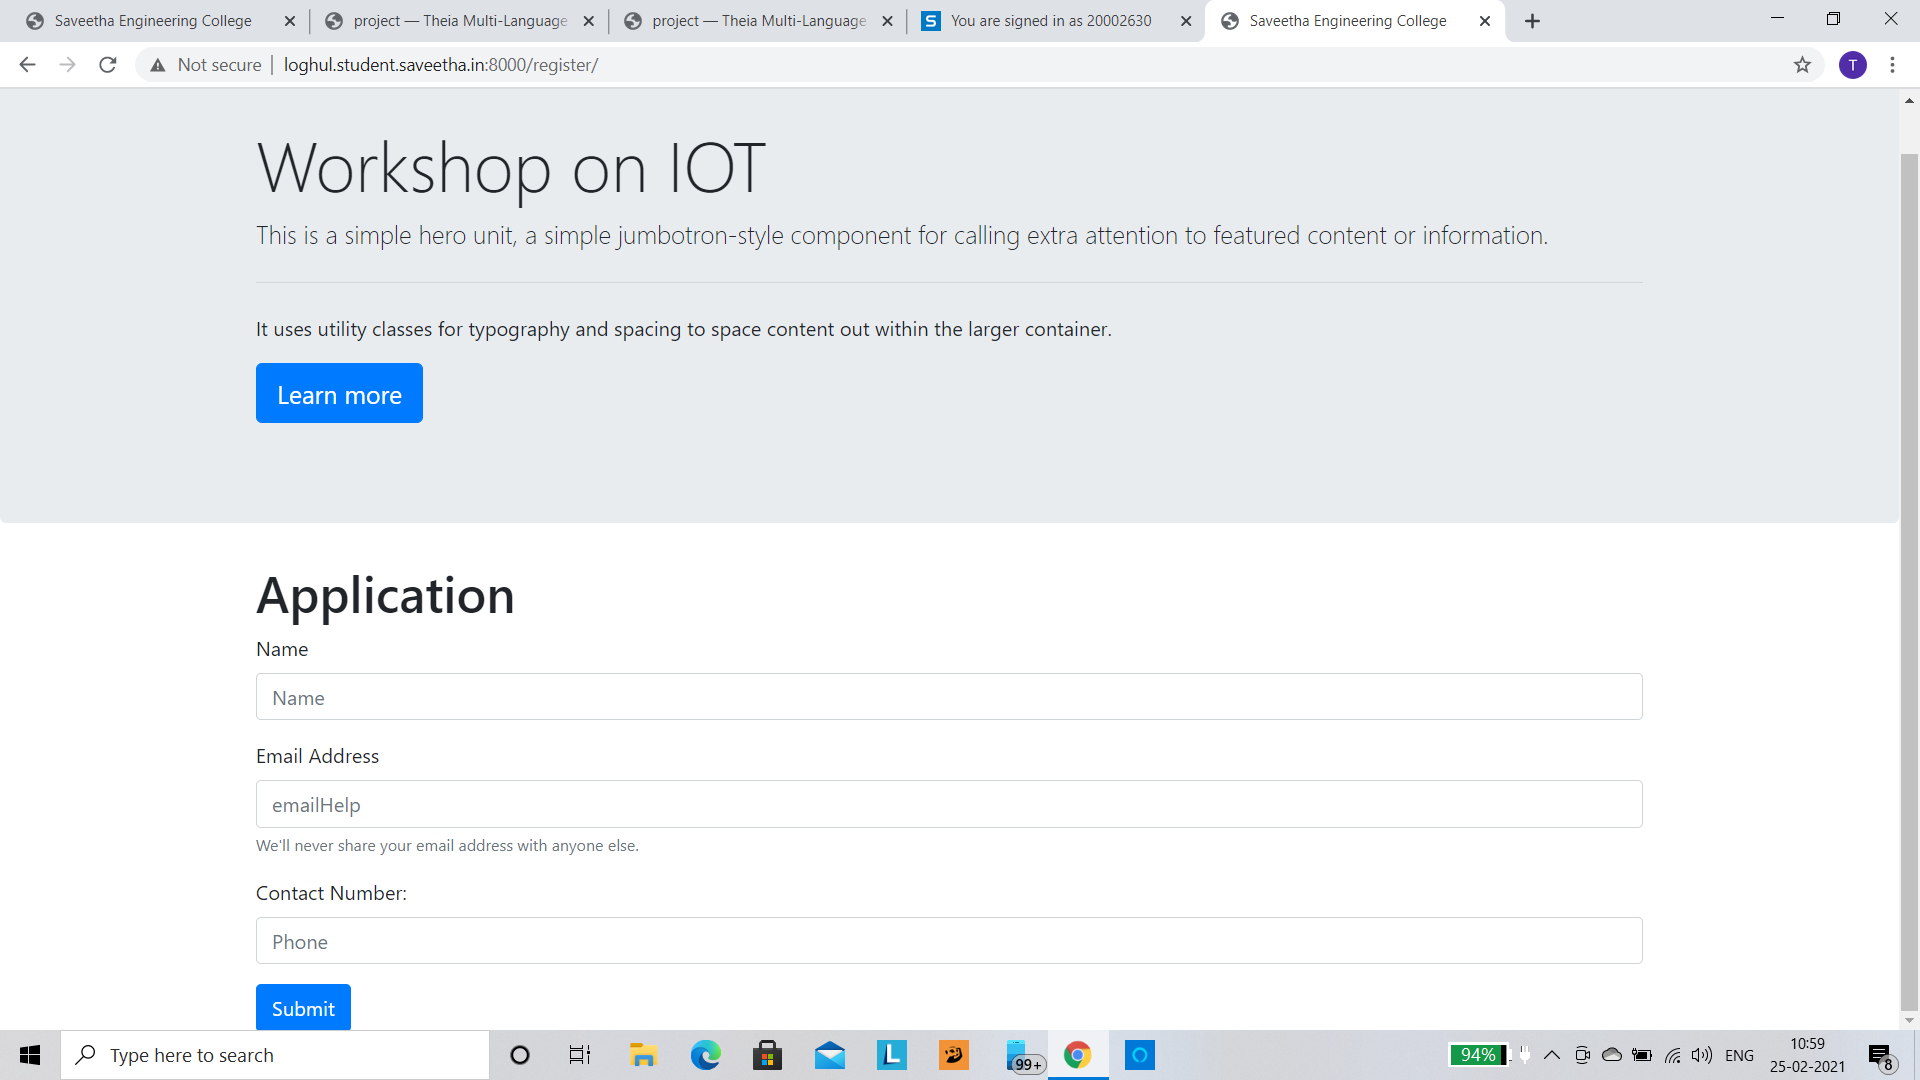 Saveetha Engineering College
project — Theia Multi-Language
project — Theia Multi-Language
You are signed in as 20002630
Saveetha Engineering College
Not secure
loghul.student.saveetha.in:8000/register/
T
Workshop on IOT
This is a simple hero unit, a simple jumbotron-style component for calling extra attention to featured content or information.
It uses utility classes for typography and spacing to space content out within the larger container.
Learn more
Application
Name
Name
Email Address
emailHelp
We'll never share your email address with anyone else.
Contact Number:
Phone
Submit
Type here to search
L
99+
94%
ENG
10:59
25-02-2021
8